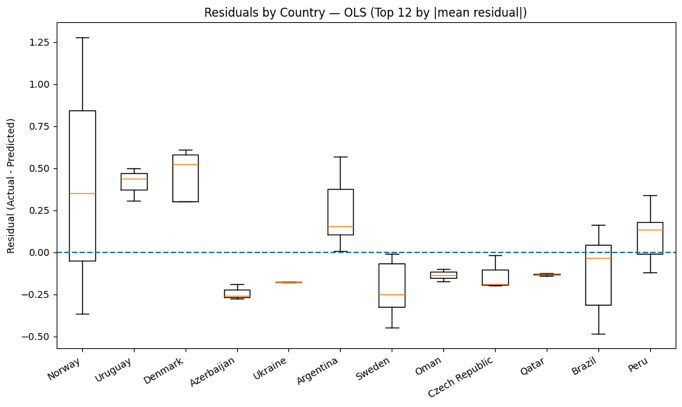 Residuals by Country — OLS (Top 12 by |mean residual|)
Residual (Actual - Predicted)
1.25
1.00
0.75
0.50
0.25
0.00
−0.25
−0.50
Norway
Uruguay
Denmark
Azerbaijan
Ukraine
Argentina
Sweden
Oman
Czech Republic
Qatar
Brazil
Peru